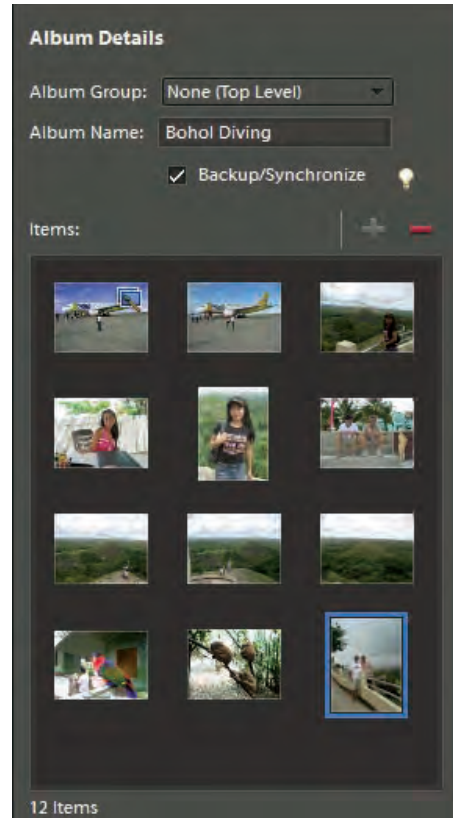 Album Details
Album Group: None (Top Level)
Album Name: Bohol Diving
Backup/Synchronize
Items:
12 Items